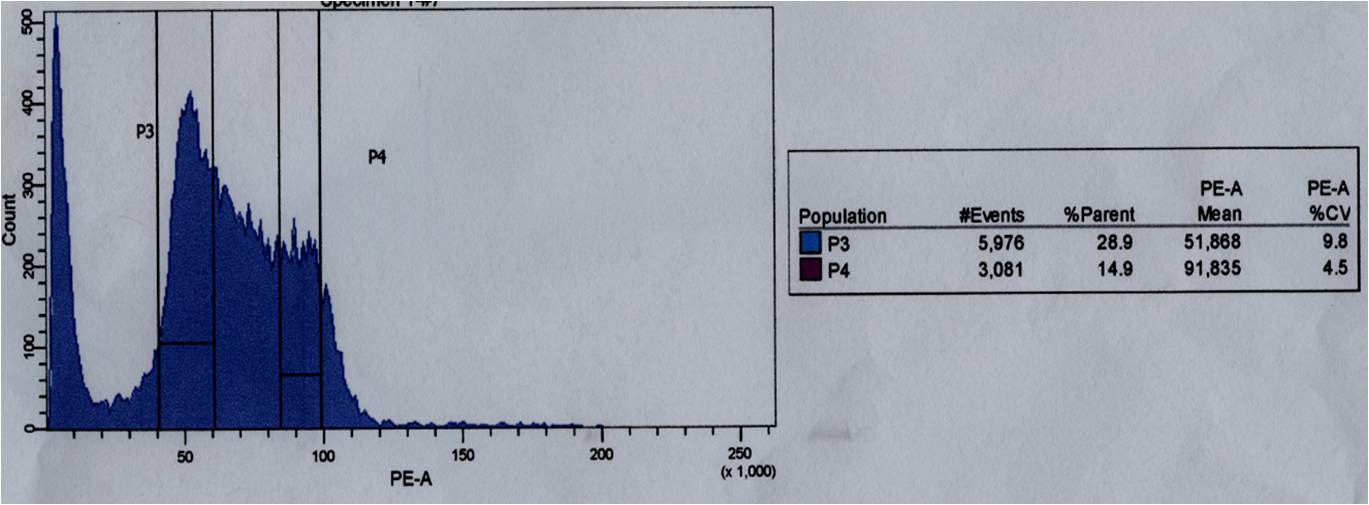 500
400
300
200
100
0
Count
P3
P4
50 100 150 200 250
(x 1,000)
PE-A
PE-A PE-A
Population #Events %Parent Mean %CV
P3 5,976 28.9 51,868 9.8
P4 3,081 14.9 91,835 4.5